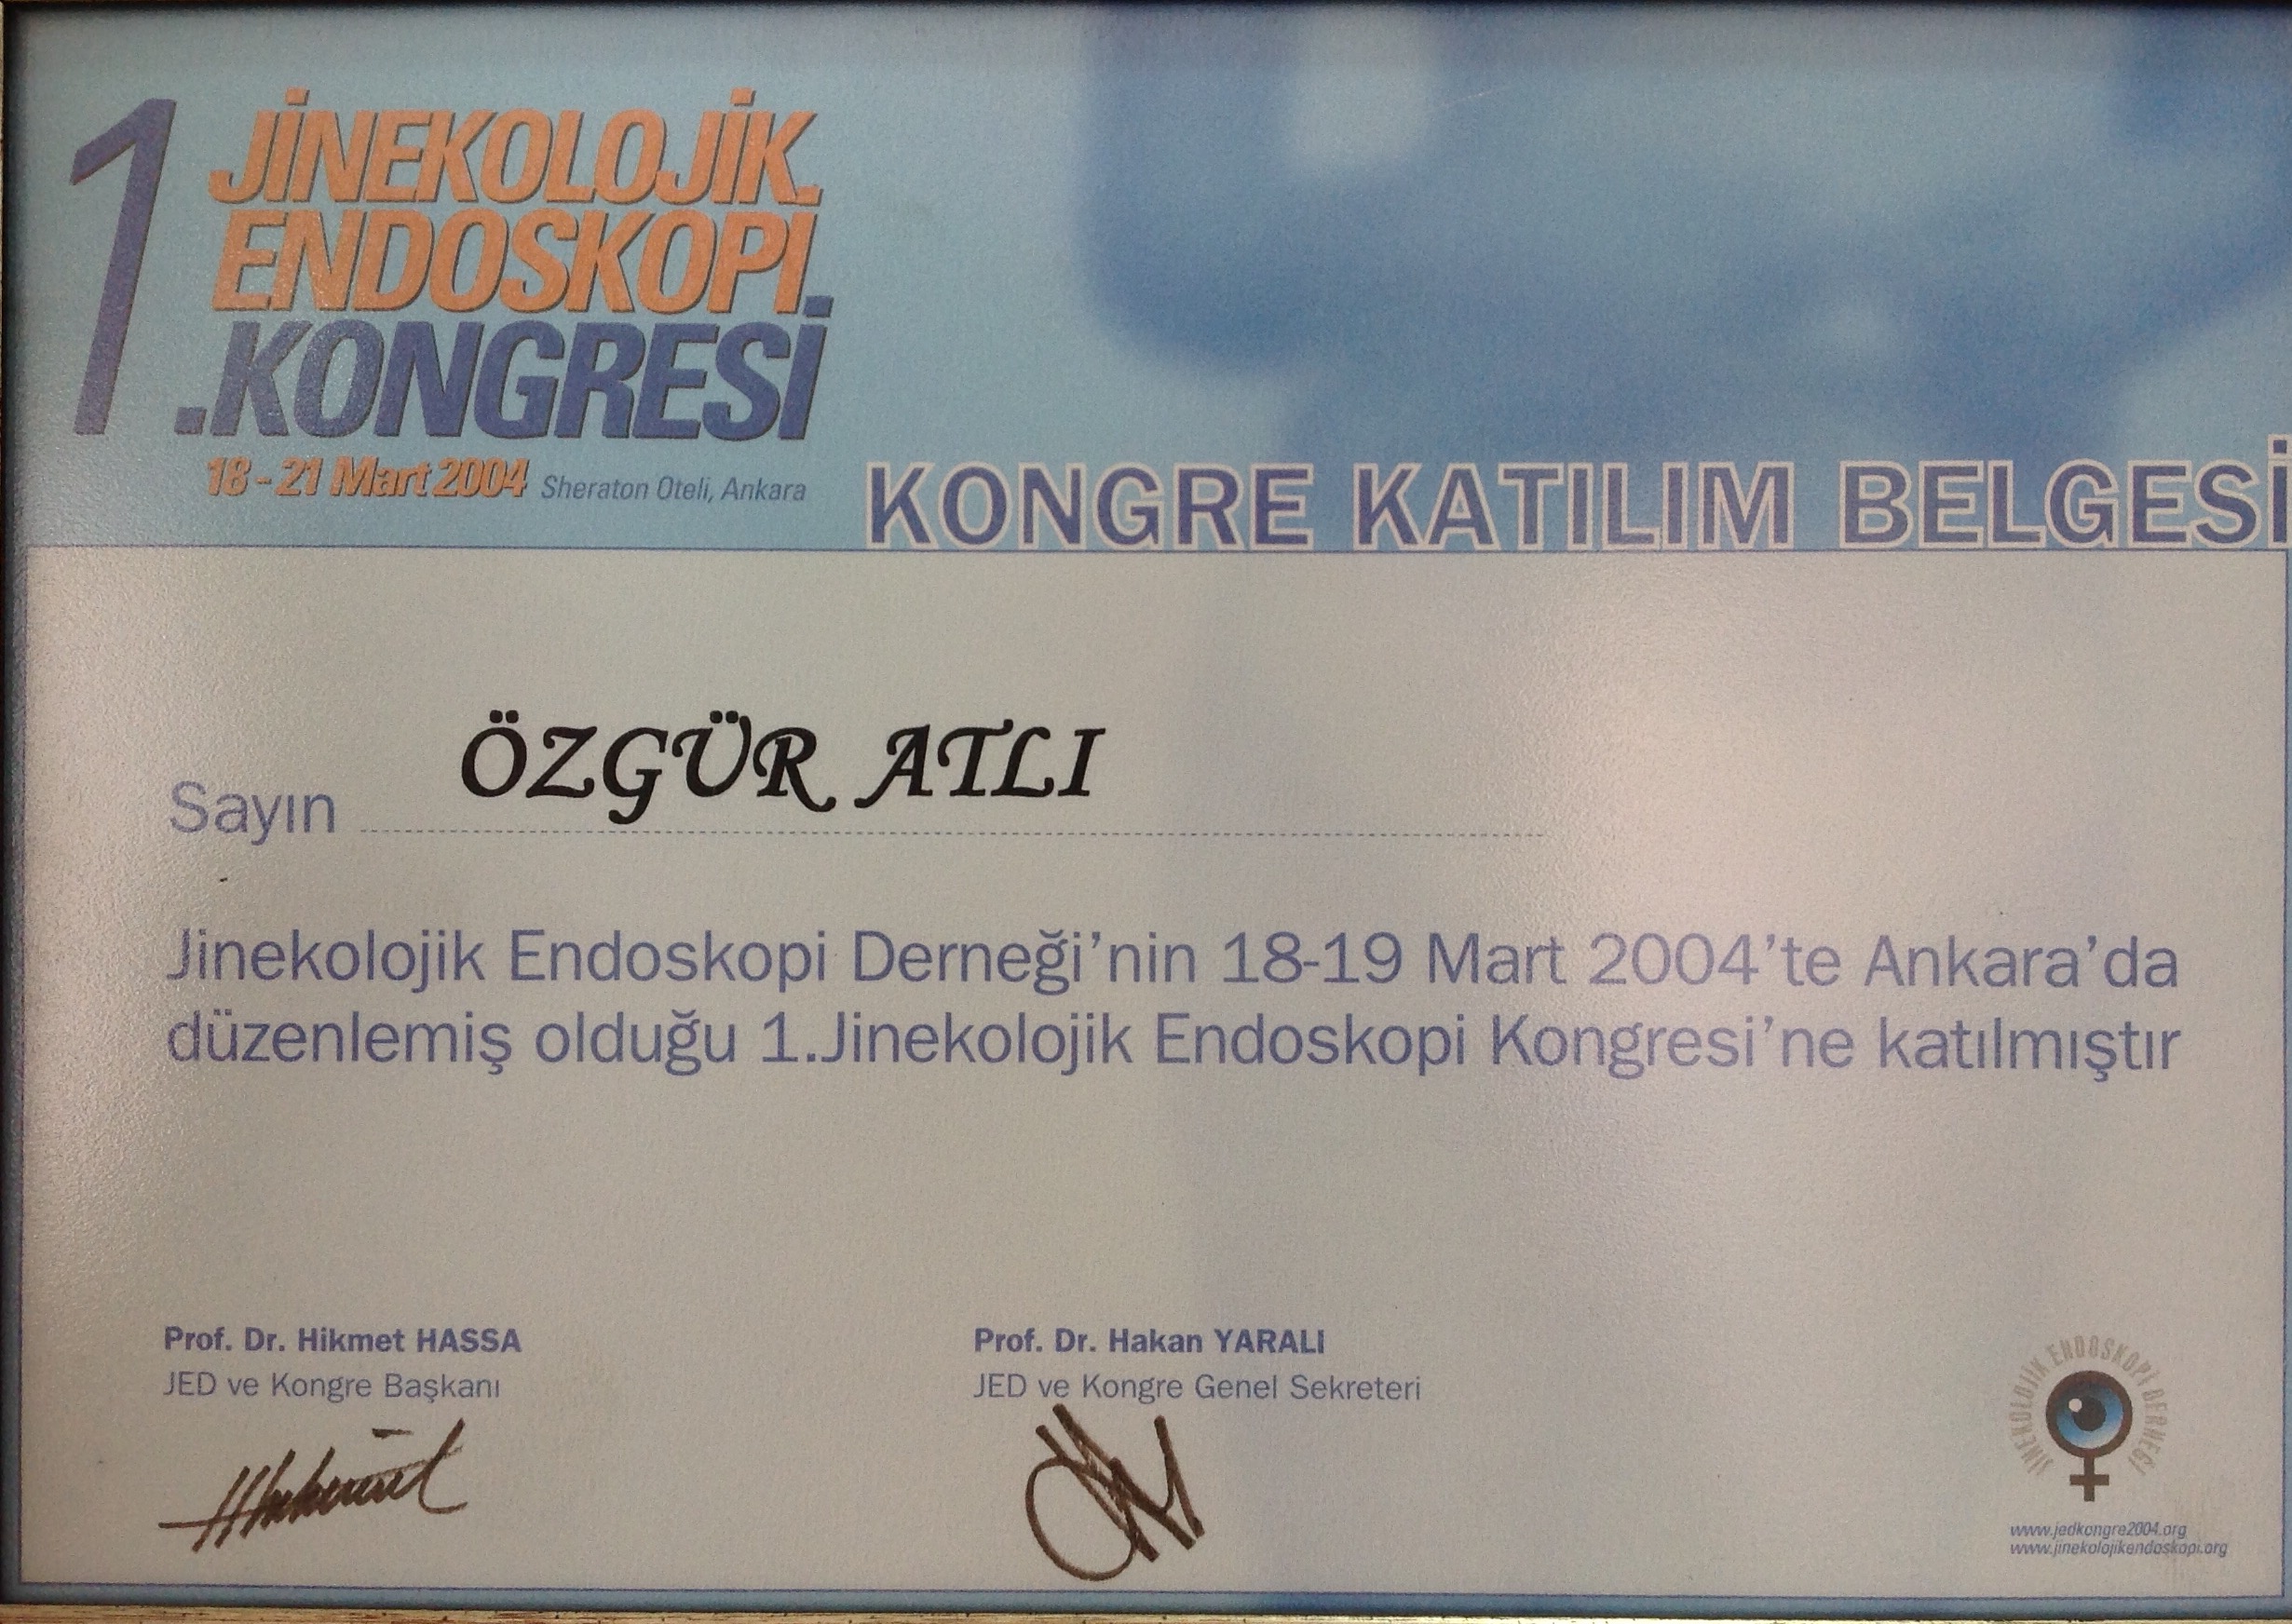 1.
JİNEKOLOJİK
ENDOSKOPİ
KONGRESİ
18-21 Mart 2004 Sheraton Oteli, Ankara
KONGRE KATILIM BELGESİ
Sayın ÖZGÜR ATLI
Jinekolojik Endoskopi Derneği'nin 18-19 Mart 2004'te Ankara'da
düzenlemiş olduğu 1.Jinekolojik Endoskopi Kongresi'ne katılmıştır
Prof. Dr. Hikmet HASSA
JED ve Kongre Başkanı
Prof. Dr. Hakan YARALI
JED ve Kongre Genel Sekreteri
JİNEKOLOJİK ENDOSKOPİ DERNEĞİ
www.jedkongre2004.org
www.jinekolojikendoskopi.org